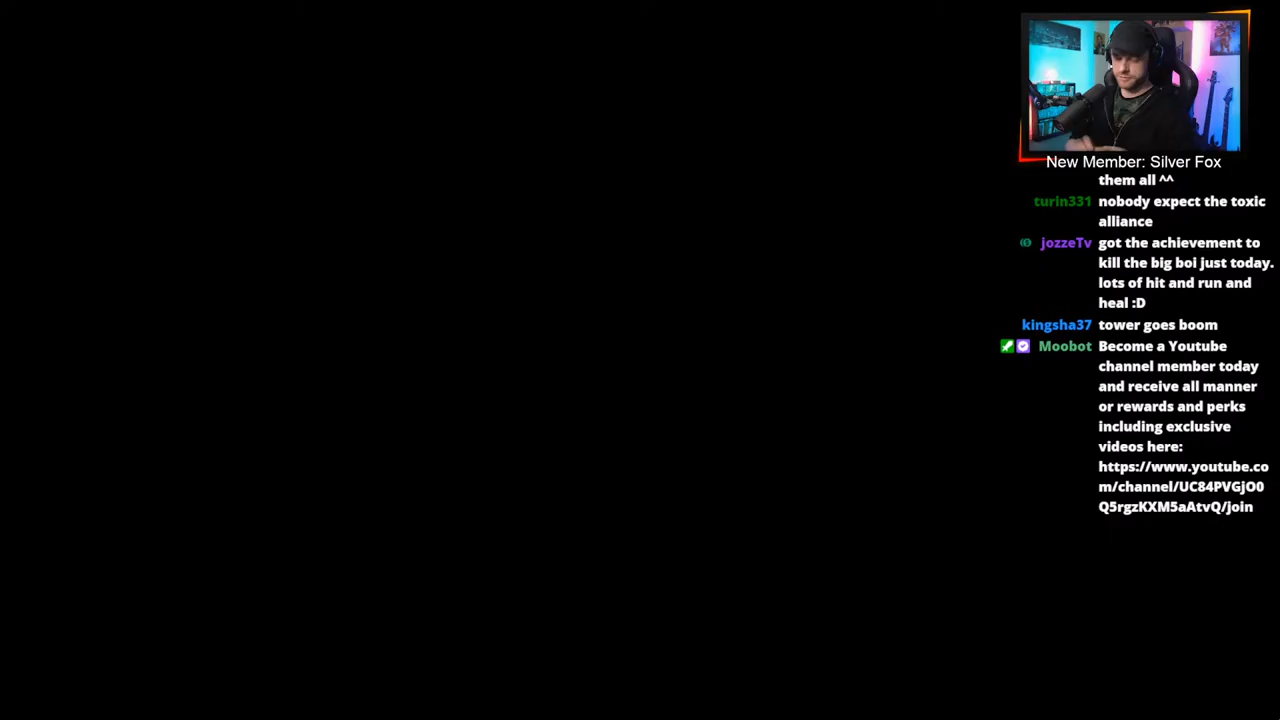 New Member: Silver Fox
them all ^^
turin331 nobody expect the toxic
alliance
jozzeTv got the achievement to
kill the big boi just today.
lots of hit and run and
heal :D
kingsha37 tower goes boom
Moobot Become a Youtube
channel member today
and receive all manner
or rewards and perks
including exclusive
videos here:
https://www.youtube.co
m/channel/UC84PVGjO0
Q5rgzKXM5aAtvQ/join